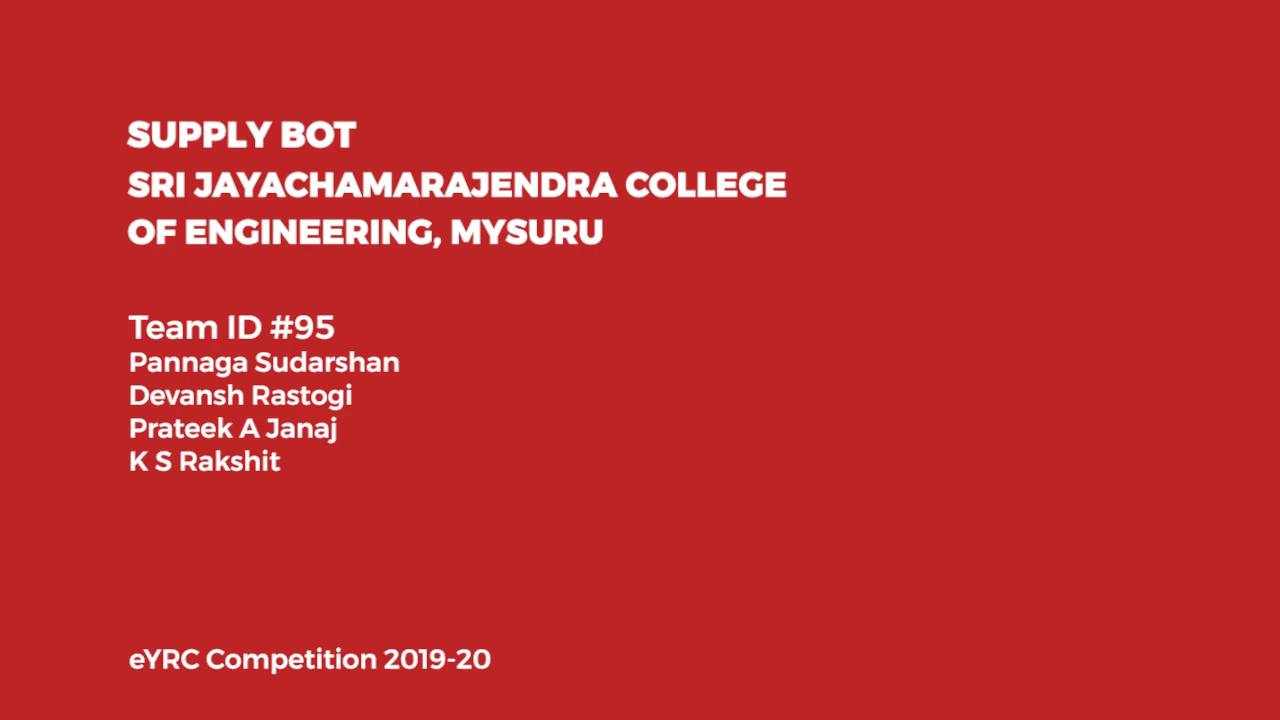 SUPPLY BOT
SRI JAYACHAMARAJENDRA COLLEGE
OF ENGINEERING, MYSURU
Team ID #95
Pannaga Sudarshan
Devansh Rastogi
Prateek A Janaj
K S Rakshit
eYRC Competition 2019-20